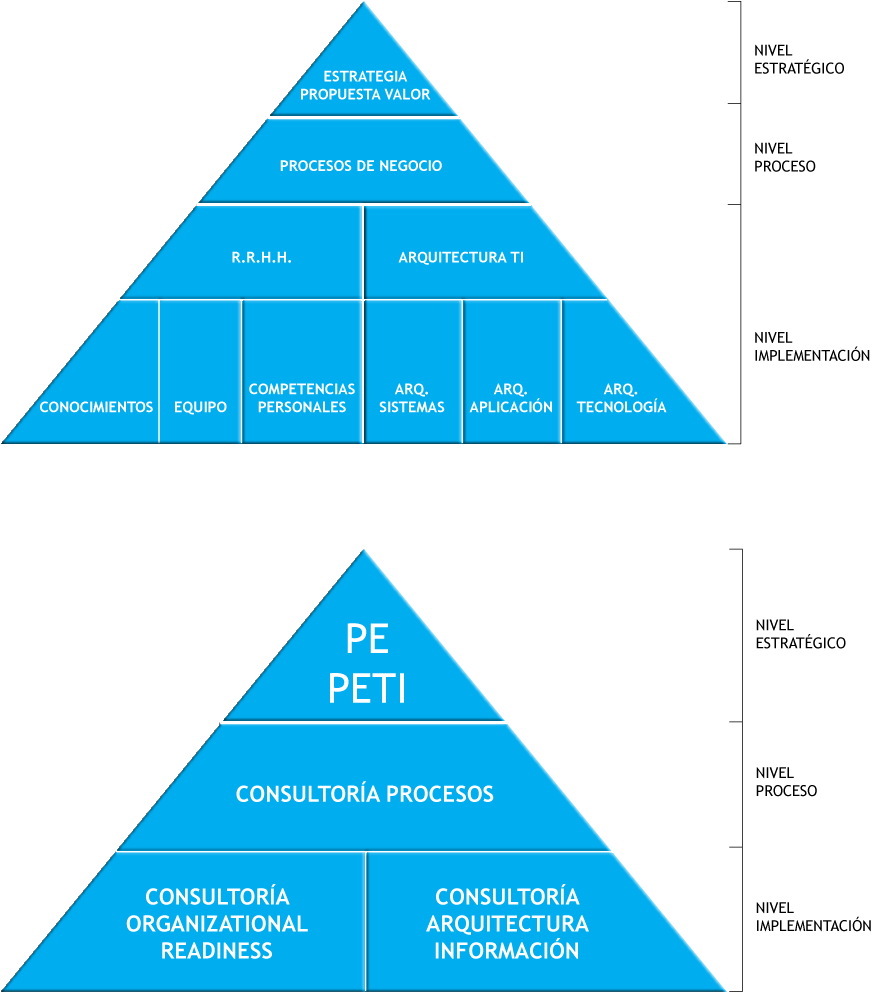 ESTRATEGIA
PROPUESTA VALOR
NIVEL
ESTRATÉGICO
PROCESOS DE NEGOCIO
NIVEL
PROCESO
R.R.H.H.
ARQUITECTURA TI
NIVEL
IMPLEMENTACIÓN
CONOCIMIENTOS
EQUIPO
COMPETENCIAS
PERSONALES
ARQ.
SISTEMAS
ARQ.
APLICACIÓN
ARQ.
TECNOLOGÍA
PE
PETI
NIVEL
ESTRATÉGICO
CONSULTORÍA PROCESOS
NIVEL
PROCESO
CONSULTORÍA
ORGANIZATIONAL
READINESS
CONSULTORÍA
ARQUITECTURA
INFORMACIÓN
NIVEL
IMPLEMENTACIÓN